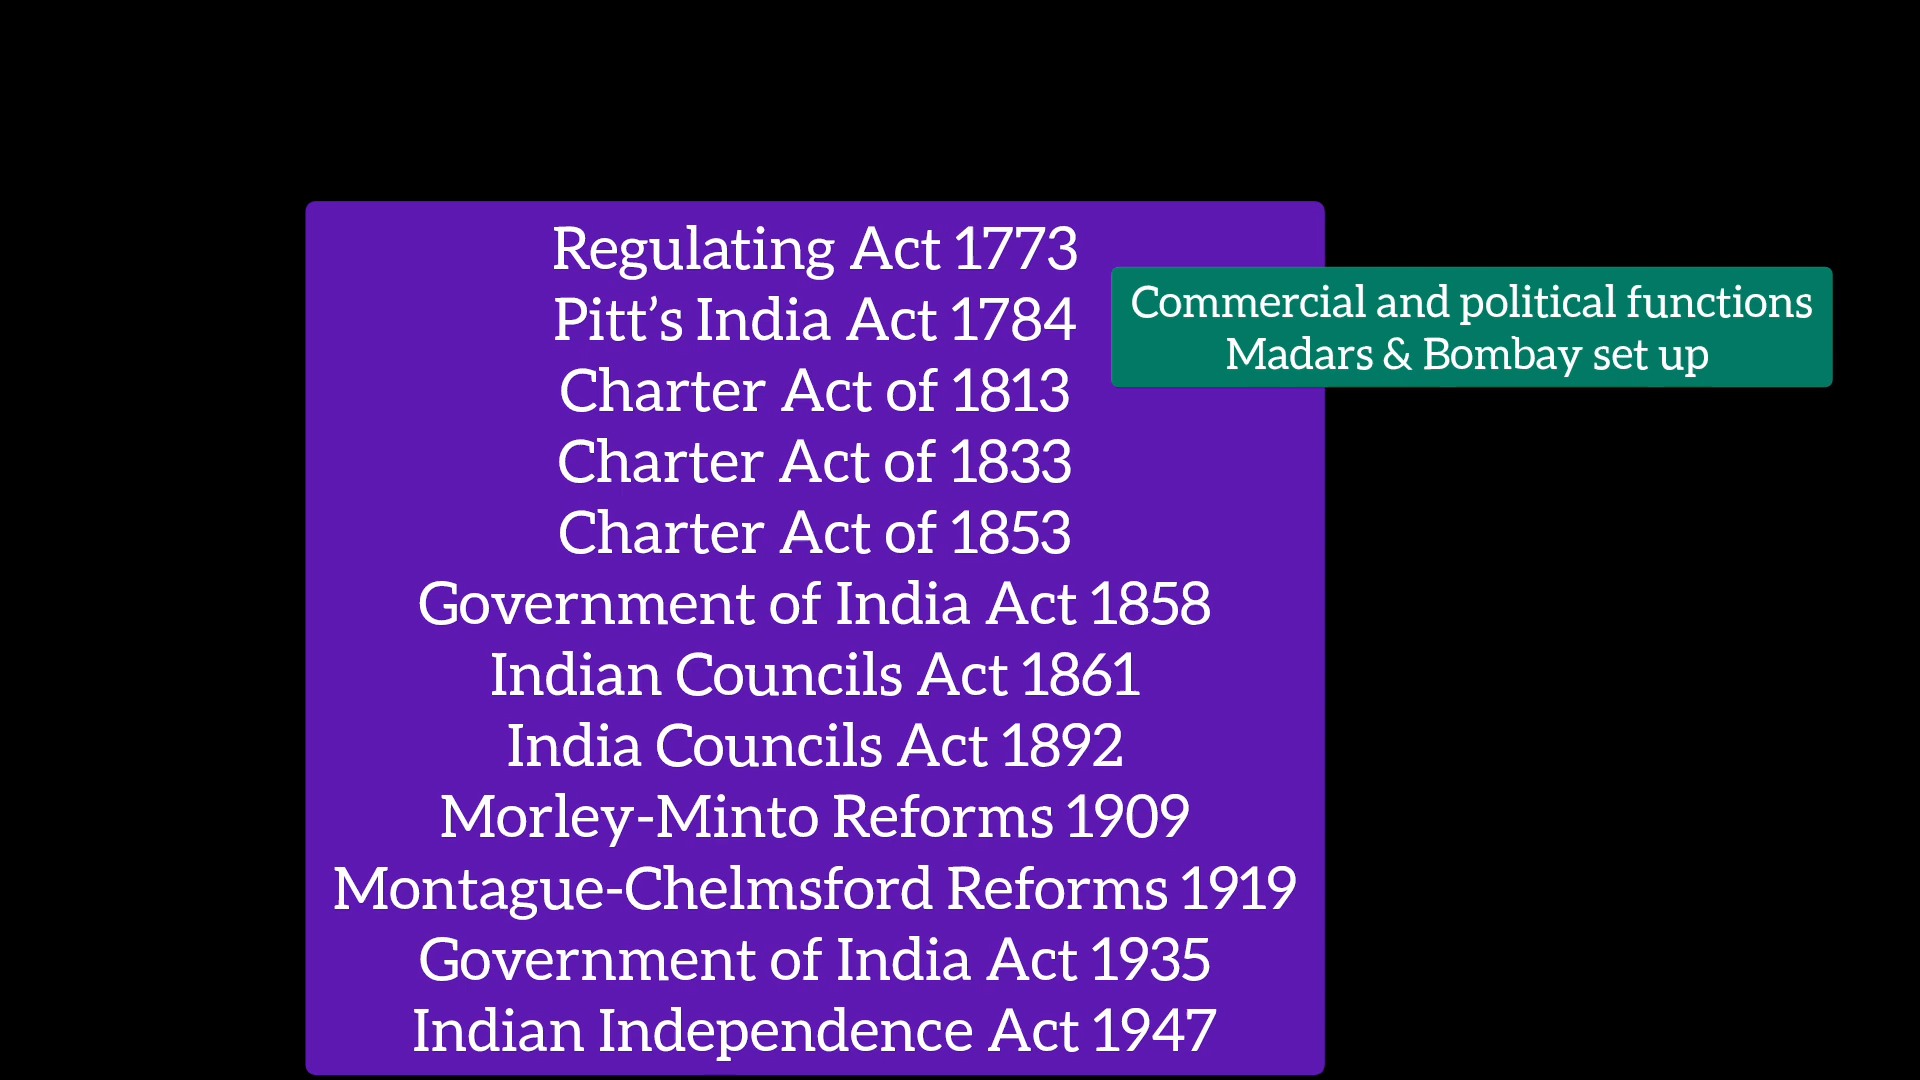 Regulating Act 1773
Pitt’s India Act 1784
Charter Act of 1813
Charter Act of 1833
Charter Act of 1853
Government of India Act 1858
Indian Councils Act 1861
India Councils Act 1892
Morley-Minto Reforms 1909
Montague-Chelmsford Reforms 1919
Government of India Act 1935
Indian Independence Act 1947
Commercial and political functions
Madars & Bombay set up